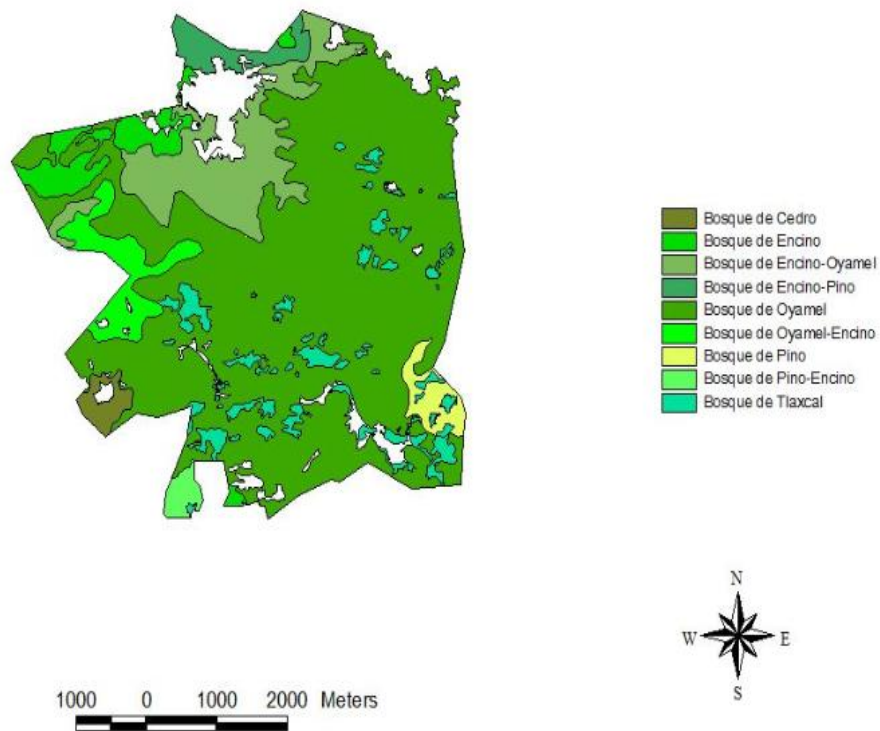 Bosque de Cedro
Bosque de Encino
Bosque de Encino-Oyamel
Bosque de Encino-Pino
Bosque de Oyamel
Bosque de Oyamel-Encino
Bosque de Pino
Bosque de Pino-Encino
Bosque de Tlaxcal
N
W E
S
1000 0 1000 2000 Meters